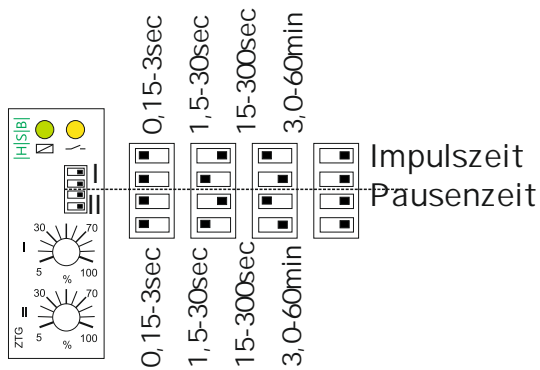 0,15-3sec
1,5-30sec
15-300sec
3,0-60min
|H|S|B|
I
II
Impulszeit
Pausenzeit
30
70
I
5
%
100
30
70
II
5
%
100
ZTG
0,15-3sec
1,5-30sec
15-300sec
3,0-60min